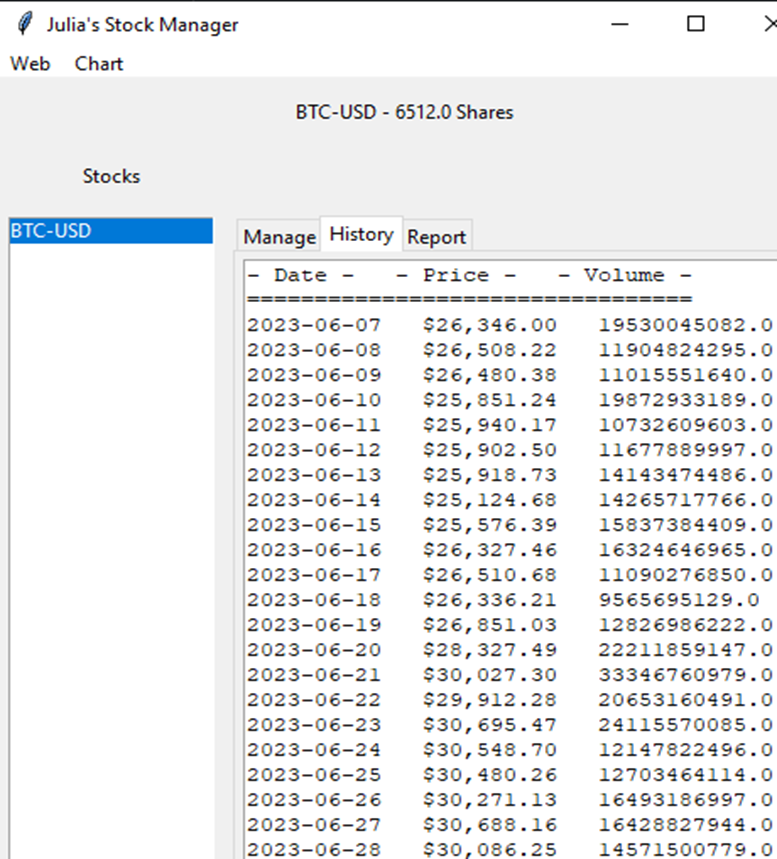 Julia's Stock Manager
Web Chart
BTC-USD - 6512.0 Shares
Stocks
BTC-USD
Manage History Report
- Date - - Price - - Volume -
=================================
2023-06-07 $26,346.00 19530045082.0
2023-06-08 $26,508.22 11904824295.0
2023-06-09 $26,480.38 11015551640.0
2023-06-10 $25,851.24 19872933189.0
2023-06-11 $25,940.17 10732609603.0
2023-06-12 $25,902.50 11677889997.0
2023-06-13 $25,918.73 14143474486.0
2023-06-14 $25,124.68 14265717766.0
2023-06-15 $25,576.39 15837384409.0
2023-06-16 $26,327.46 16324646965.0
2023-06-17 $26,510.68 11090276850.0
2023-06-18 $26,336.21 9565695129.0
2023-06-19 $26,851.03 12826986222.0
2023-06-20 $28,327.49 22211859147.0
2023-06-21 $30,027.30 33346760979.0
2023-06-22 $29,912.28 20653160491.0
2023-06-23 $30,695.47 24115570085.0
2023-06-24 $30,548.70 12147822496.0
2023-06-25 $30,480.26 12703464114.0
2023-06-26 $30,271.13 16493186997.0
2023-06-27 $30,688.16 16428827944.0
2023-06-28 $30,086.25 14571500779.0